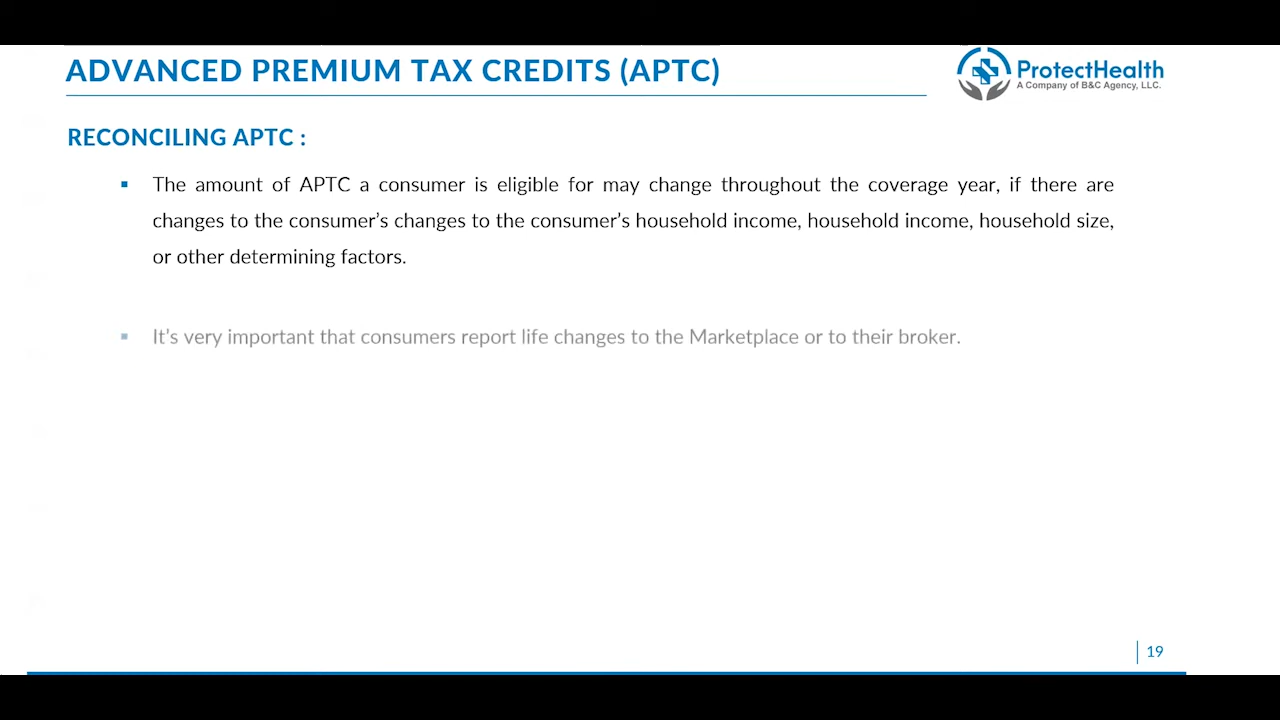 ADVANCED PREMIUM TAX CREDITS (APTC)
ProtectHealth
A Company of B&C Agency, LLC.
RECONCILING APTC :
▪ The amount of APTC a consumer is eligible for may change throughout the coverage year, if there are
changes to the consumer’s changes to the consumer’s household income, household income, household size,
or other determining factors.
▪ It’s very important that consumers report life changes to the Marketplace or to their broker.
19